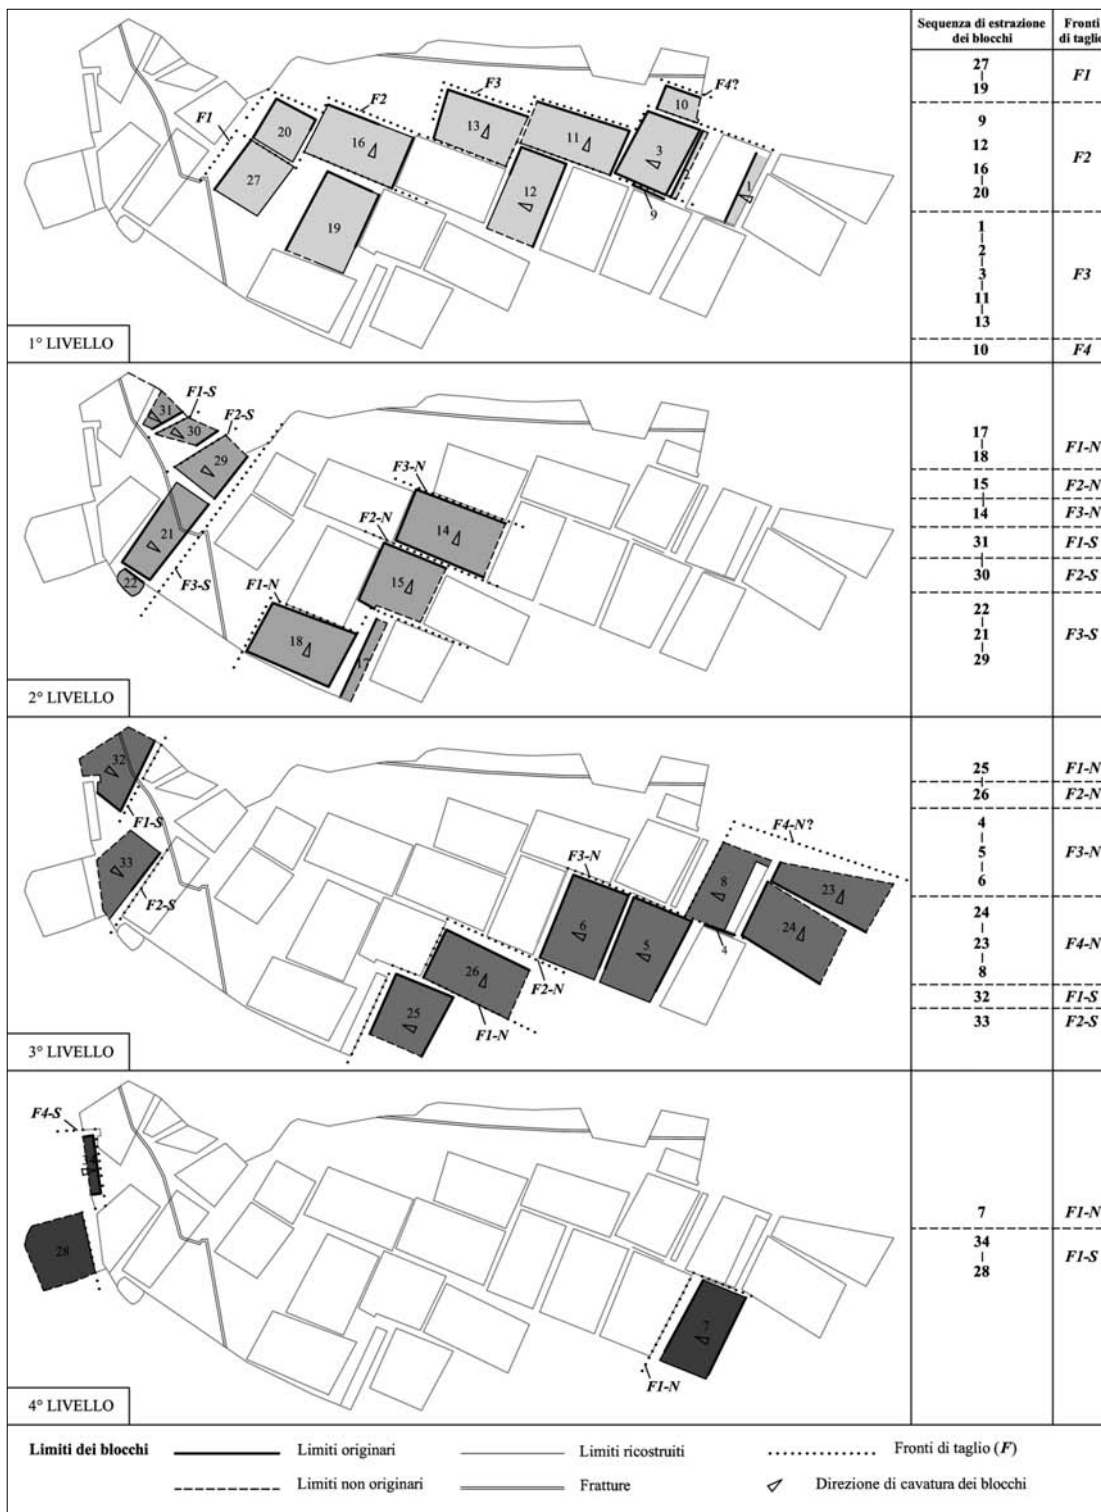 Sequenza di estrazione dei blocchi
Fronti di taglio
27
19
F1
9
12
16
20
F2
1
2
3
11
13
F3
10
F4
F1
20
27
F2
16
19
F3
13
11
12
3
2
9
F4?
10
1
1° LIVELLO
17
18
F1-N
15
F2-N
14
F3-N
31
F1-S
30
F2-S
22
21
29
F3-S
F1-S
31
30
F2-S
29
21
22
F3-S
F3-N
14
F2-N
15
F1-N
18
17
2° LIVELLO
25
F1-N
26
F2-N
4
5
6
F3-N
24
23
8
F4-N
32
F1-S
33
F2-S
32
F1-S
33
F2-S
F4-N?
F3-N
8
23
24
6
5
4
26
F2-N
25
F1-N
3° LIVELLO
7
F1-N
34
28
F1-S
F4-S
28
7
F1-N
4° LIVELLO
Limiti dei blocchi
Limiti originari
Limiti ricostruiti
Fronti di taglio (F)
Limiti non originari
Fratture
Direzione di cavatura dei blocchi